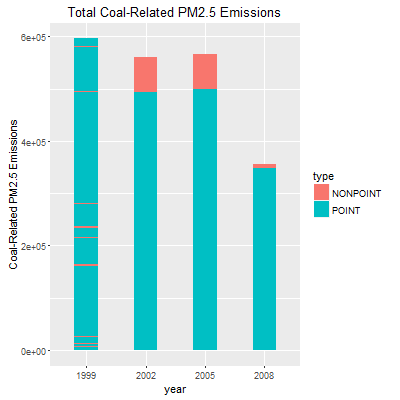 Total Coal-Related PM2.5 Emissions
Coal-Related PM2.5 Emissions
6e+05
4e+05
2e+05
0e+00
1999 2002 2005 2008
year
type
NONPOINT
POINT